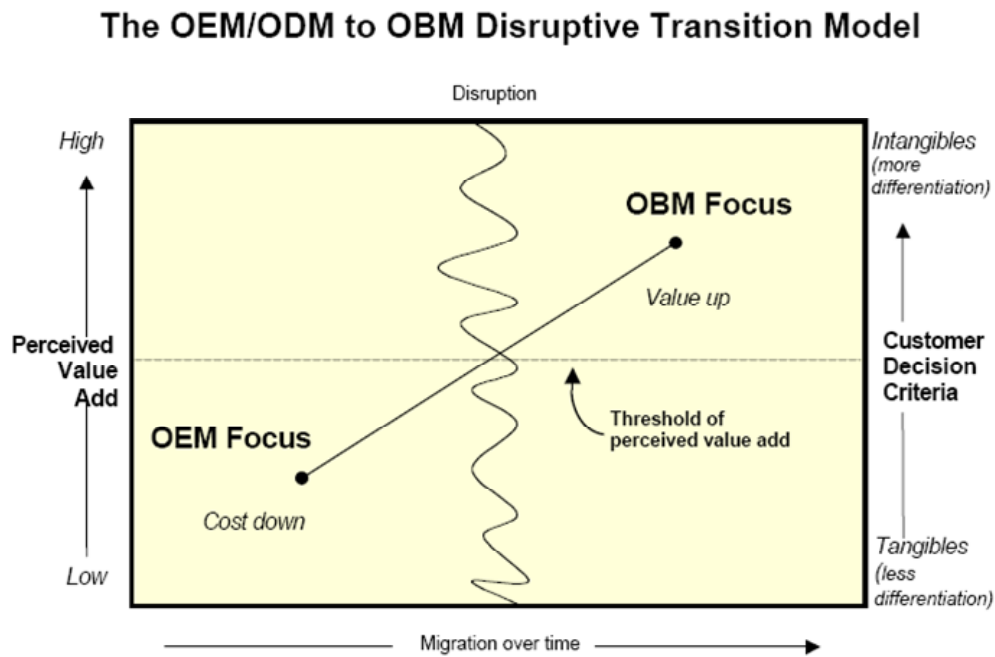 The OEM/ODM to OBM Disruptive Transition Model
Disruption
High
Intangibles
(more
differentiation)
OBM Focus
Value up
Perceived
Value
Add
Customer
Decision
Criteria
Threshold of
perceived value add
OEM Focus
Cost down
Low
Tangibles
(less
differentiation)
Migration over time